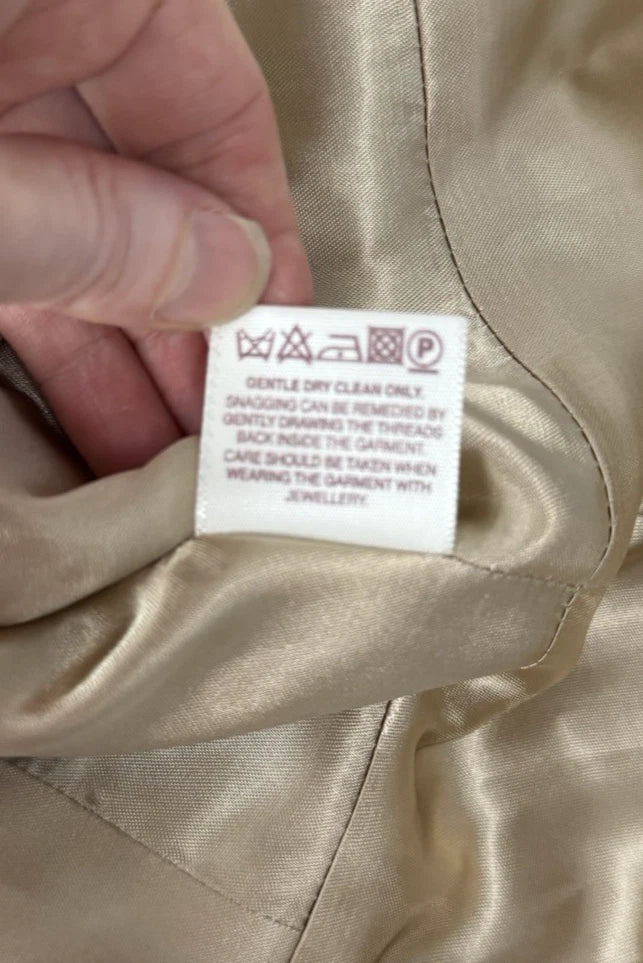 P
GENTLE DRY CLEAN ONLY.
SNAGGING CAN BE REMEDIED BY
GENTLY DRAWING THE THREADS
BACK INSIDE THE GARMENT.
CARE SHOULD BE TAKEN WHEN
WEARING THE GARMENT WITH
JEWELLERY.